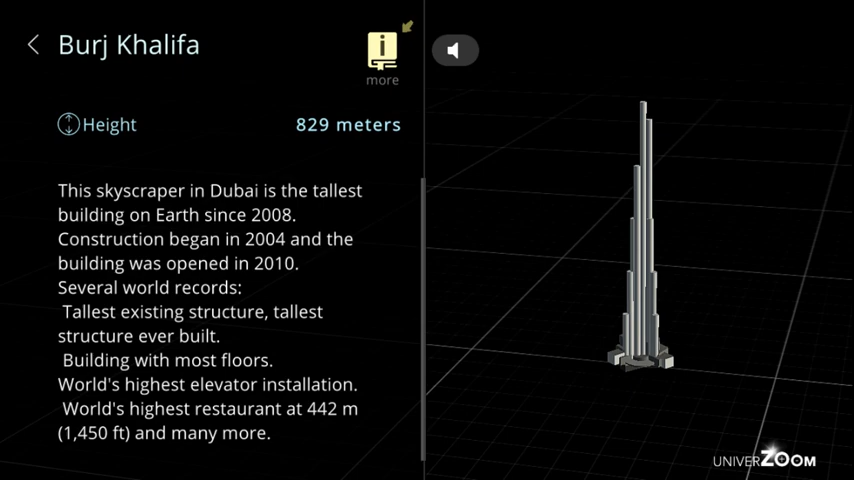 Burj Khalifa
more
Height 829 meters
This skyscraper in Dubai is the tallest
building on Earth since 2008.
Construction began in 2004 and the
building was opened in 2010.
Several world records:
Tallest existing structure, tallest
structure ever built.
Building with most floors.
World's highest elevator installation.
World's highest restaurant at 442 m
(1,450 ft) and many more.
UNIVERZOOM